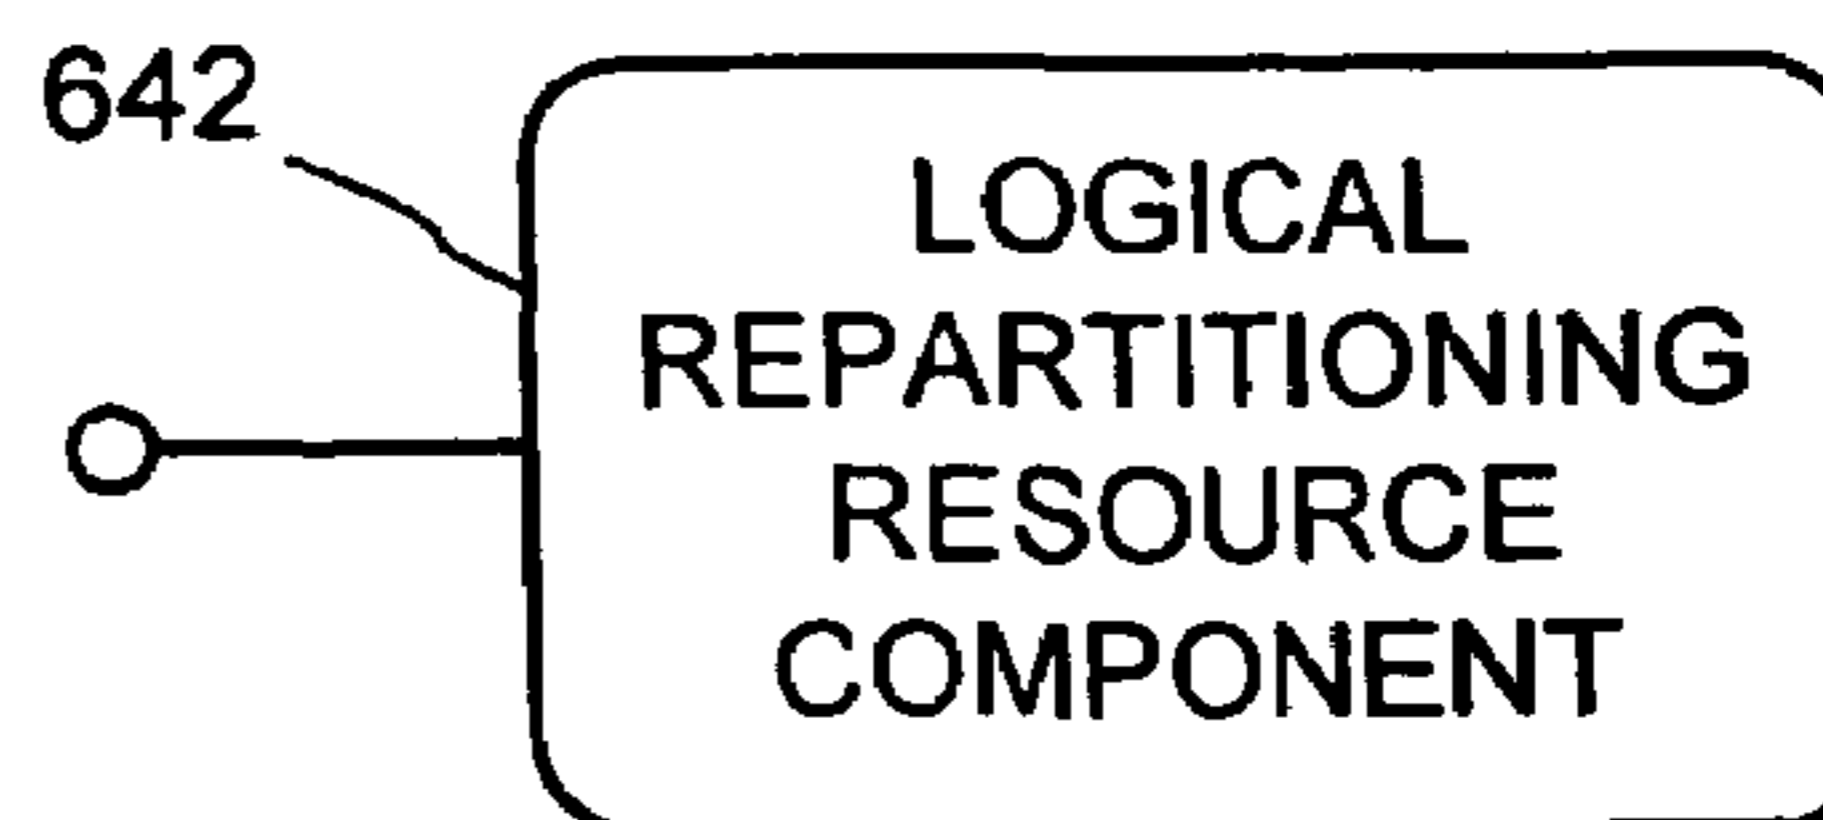 642
LOGICAL
REPARTITIONING
RESOURCE
COMPONENT